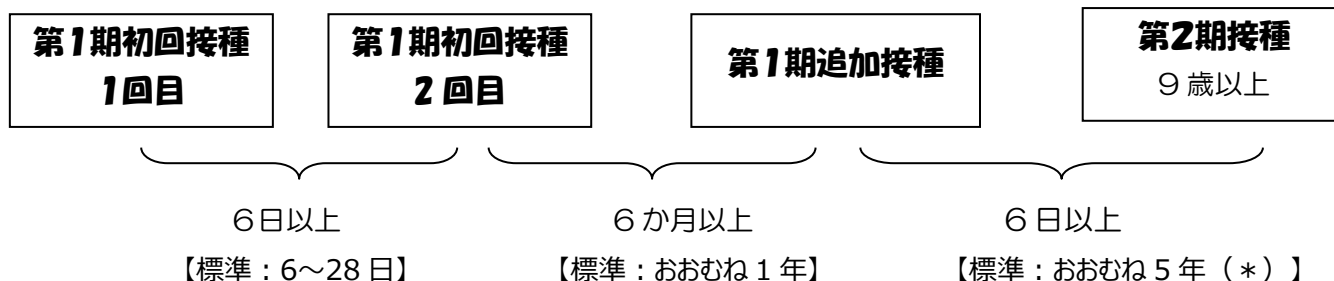 第1期初回接種
1回目
第1期初回接種
2回目
第1期追加接種
第2期接種
9歳以上
6日以上
【標準：6～28日】
6か月以上
【標準：おおむね1年】
6日以上
【標準：おおむね5年（＊）】